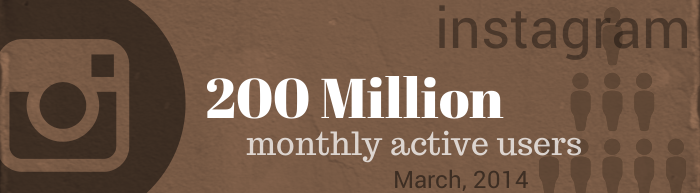 instagram
200 Million
monthly active users
March, 2014